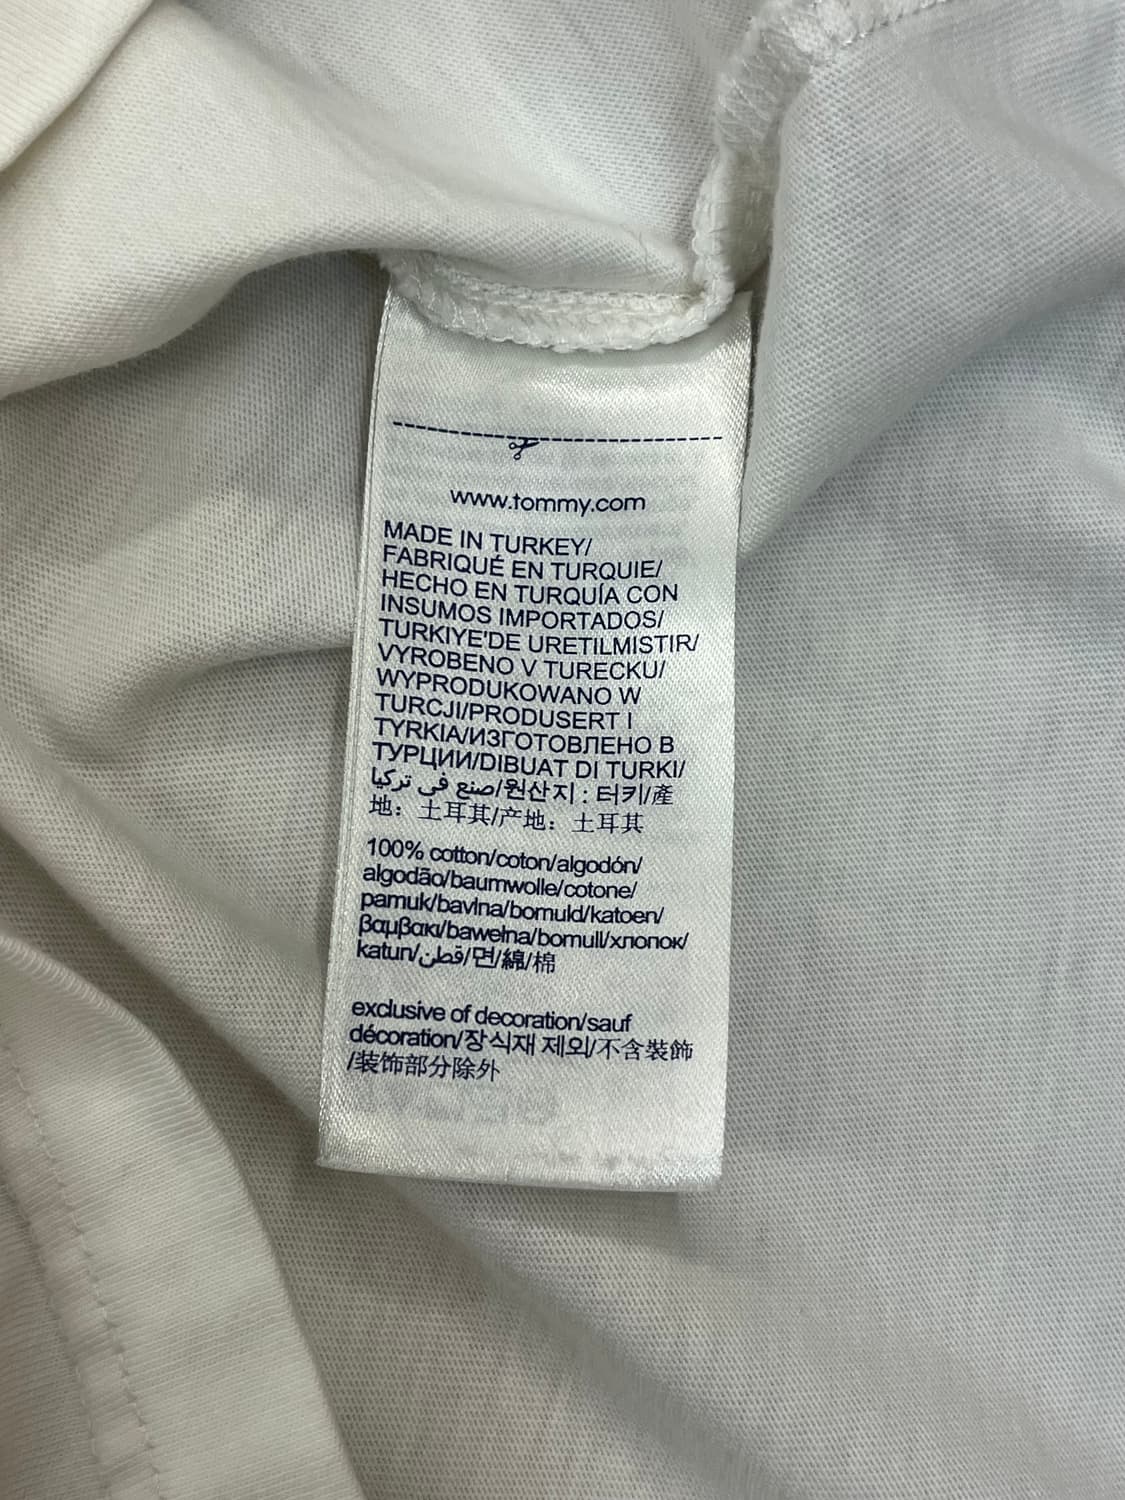 www.tommy.com
MADE IN TURKEY/
FABRIQUÉ EN TURQUIE/
HECHO EN TURQUÍA CON
INSUMOS IMPORTADOS/
TURKIYE'DE URETILMISTIR/
VYROBENO V TURECKU/
WYPRODUKOWANO W
TURCJI/PRODUSERT I
TYRKIA/ИЗГОТОВЛЕНО В
ТУРЦИИ/DIBUAT DI TURKI/
صنع في تركيا/원산지 : 터키/產
地：土耳其/产地：土耳其
100% cotton/coton/algodón/
algodão/baumwolle/cotone/
pamuk/bavlna/bomuld/katoen/
βαμβακι/bawełna/bomull/хлопок/
katun/قطن/면/綿/棉
exclusive of decoration/sauf
décoration/장식재 제외/不含裝飾
/装饰部分除外